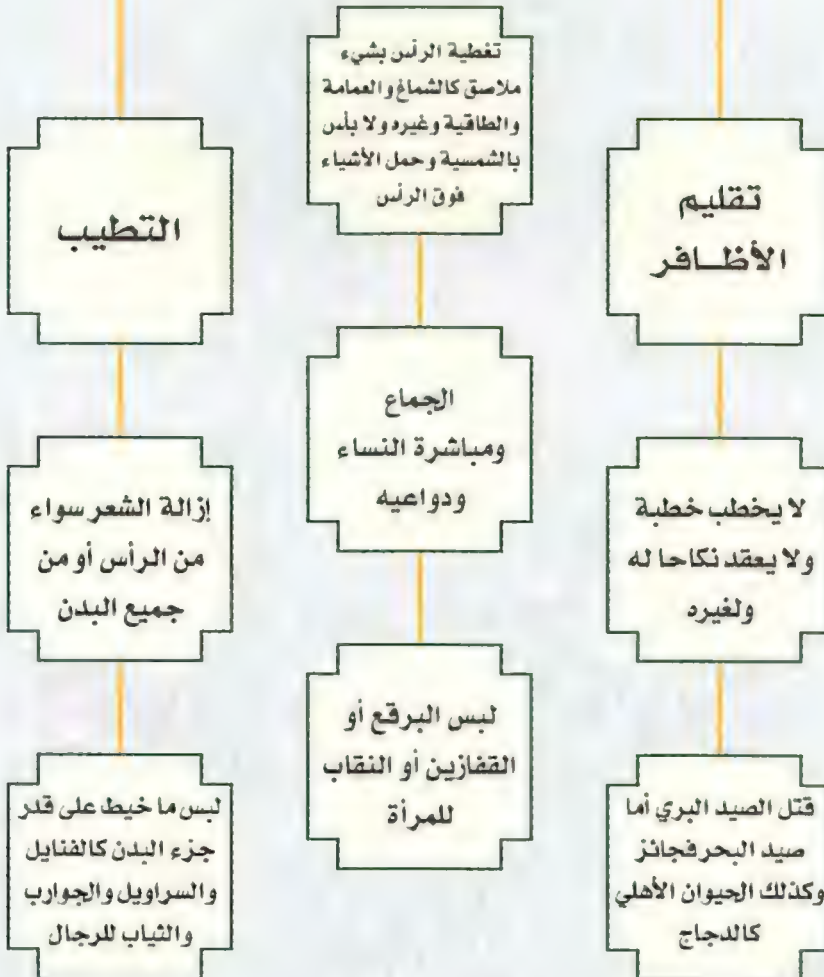 تقليم
الأظـــافر
لا يخطب خطبة
ولا يعقد نكاحا له
ولغيره
قتل الصيد البري أما
صيد البحر فجائز
وكذلك الحيوان الأهلي
كالدجاج
تغطية الرأس بشيء
ملاصق كالشماغ والعمامة
والطاقية وغيره ولا بأس
بالشمسية وحمل الأشياء
فوق الرأس
الجماع
ومباشرة النساء
ودواعيه
لبس البرقع أو
القفازين أو النقاب
للمرأة
التطيب
إزالة الشعر سواء
من الرأس أو من
جميع البدن
لبس ما خيط على قدر
جزء البدن كالفنايل
والسراويل والجوارب
والثياب للرجال